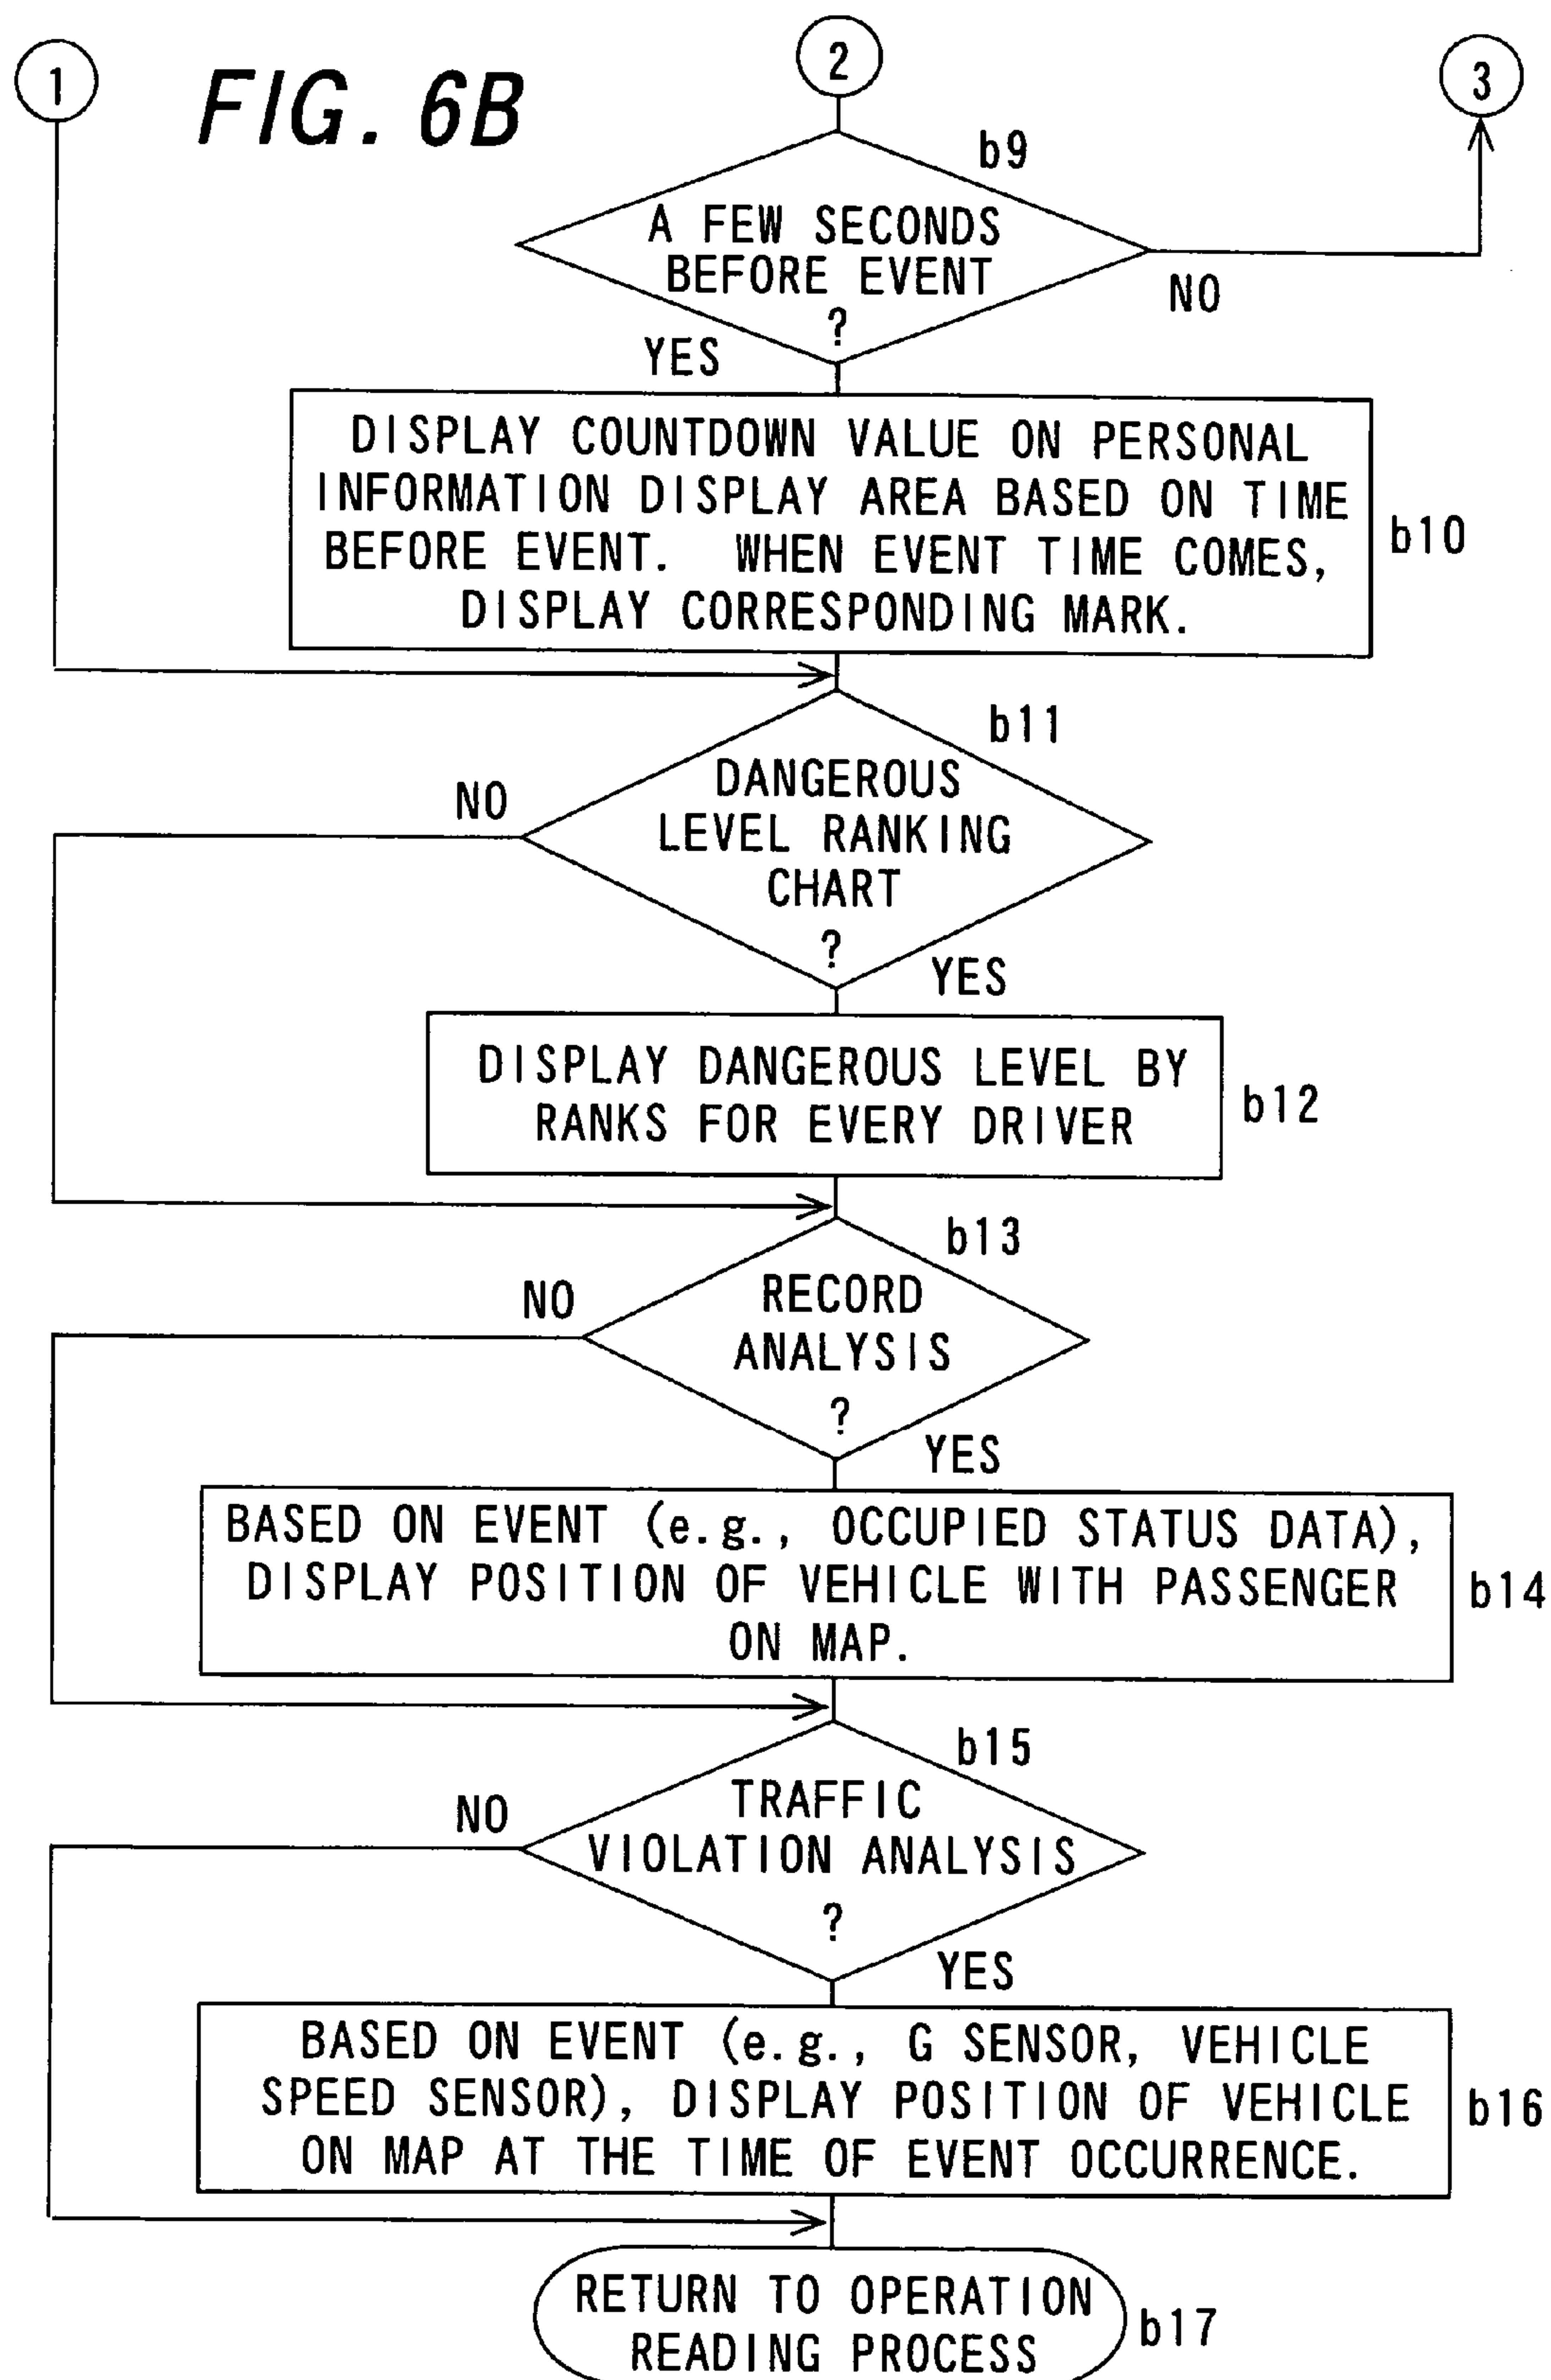 1
FIG. 6B
2
3
b9
A FEW SECONDS
BEFORE EVENT
?
NO
YES
DISPLAY COUNTDOWN VALUE ON PERSONAL
INFORMATION DISPLAY AREA BASED ON TIME
BEFORE EVENT. WHEN EVENT TIME COMES,
DISPLAY CORRESPONDING MARK.
b10
b11
NO
DANGEROUS
LEVEL RANKING
CHART
?
YES
DISPLAY DANGEROUS LEVEL BY
RANKS FOR EVERY DRIVER
b12
b13
NO
RECORD
ANALYSIS
?
YES
BASED ON EVENT (e.g., OCCUPIED STATUS DATA),
DISPLAY POSITION OF VEHICLE WITH PASSENGER
ON MAP.
b14
b15
NO
TRAFFIC
VIOLATION ANALYSIS
?
YES
BASED ON EVENT (e.g., G SENSOR, VEHICLE
SPEED SENSOR), DISPLAY POSITION OF VEHICLE
ON MAP AT THE TIME OF EVENT OCCURRENCE.
b16
RETURN TO OPERATION
READING PROCESS
b17